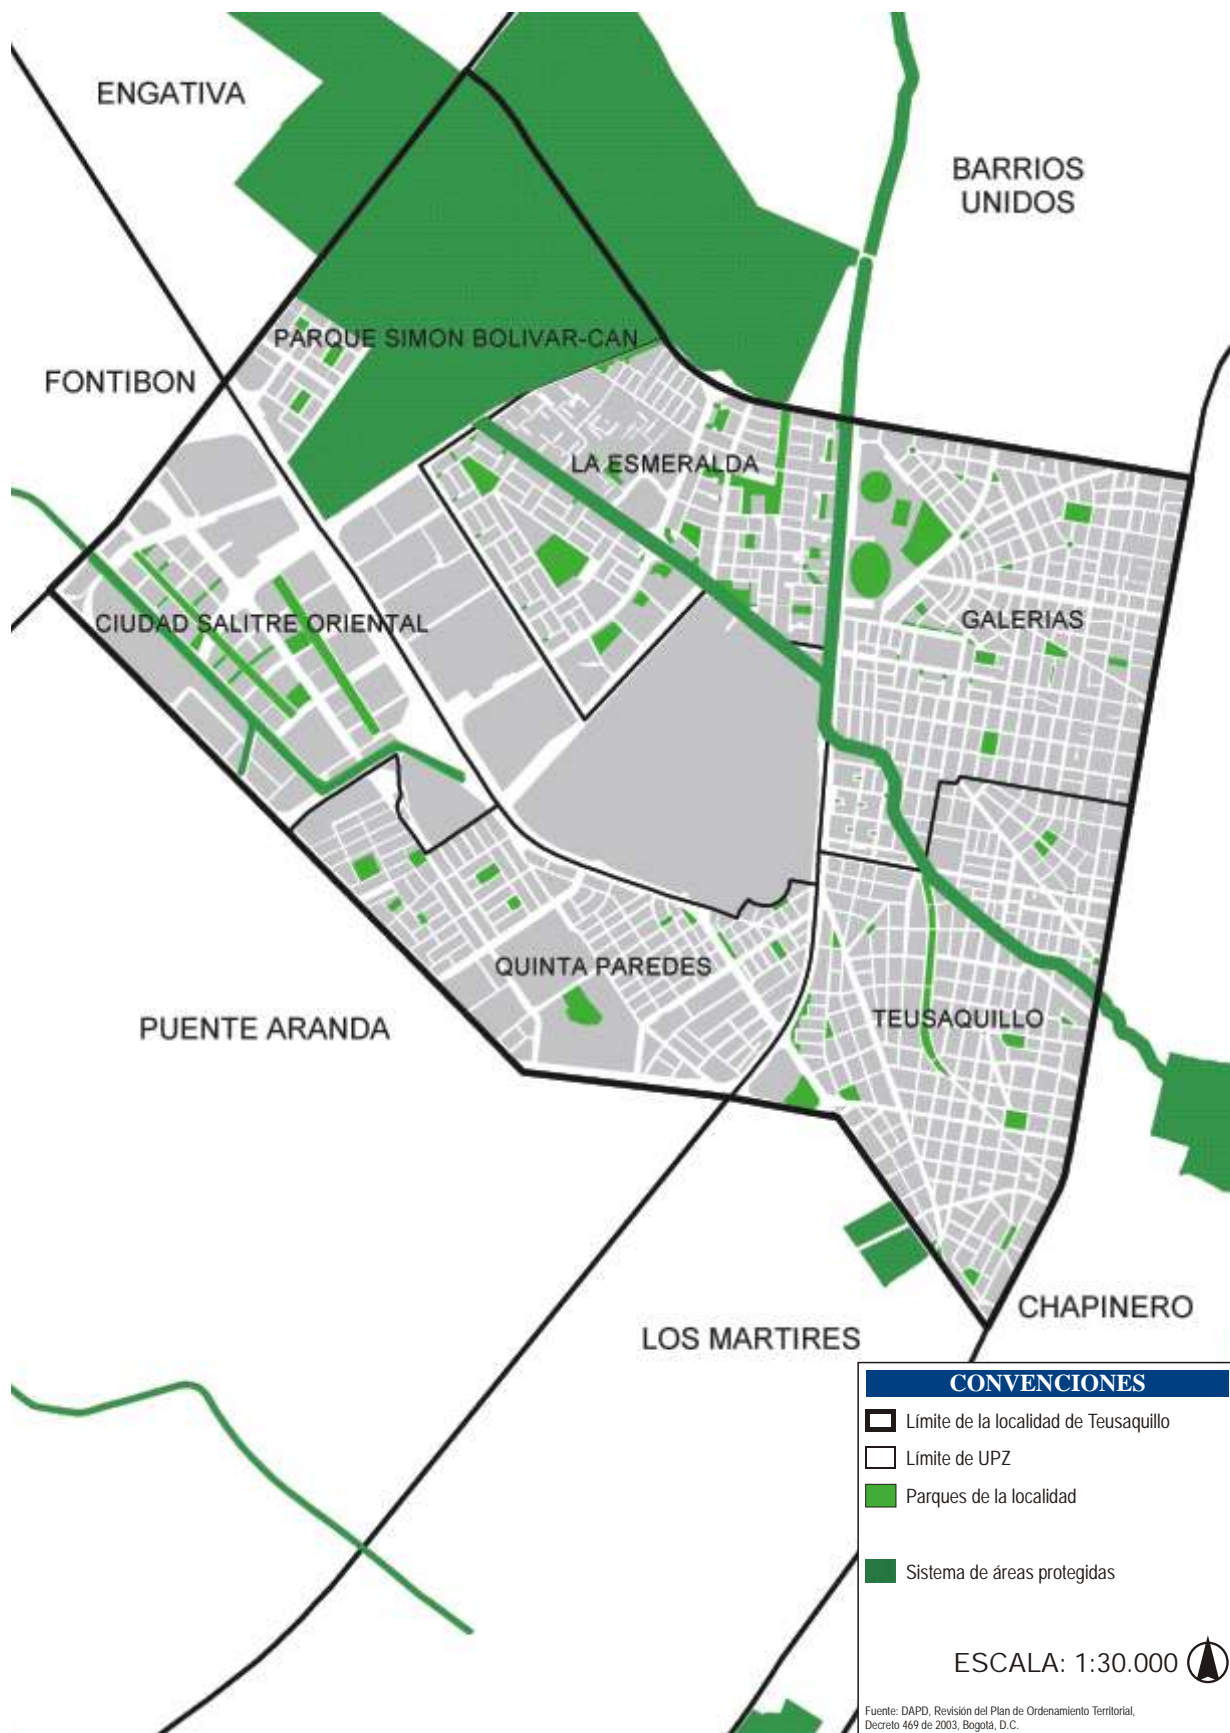 ENGATIVA
BARRIOS
UNIDOS
PARQUE SIMON BOLIVAR-CAN
FONTIBON
LA ESMERALDA
CIUDAD SALITRE ORIENTAL
GALERIAS
QUINTA PAREDES
PUENTE ARANDA
TEUSAQUILLO
CHAPINERO
LOS MARTIRES
CONVENCIONES
Límite de la localidad de Teusaquillo
Límite de UPZ
Parques de la localidad
Sistema de áreas protegidas
ESCALA: 1:30.000
Fuente: DAPD, Revisión del Plan de Ordenamiento Territorial,
Decreto 469 de 2003, Bogotá, D.C.